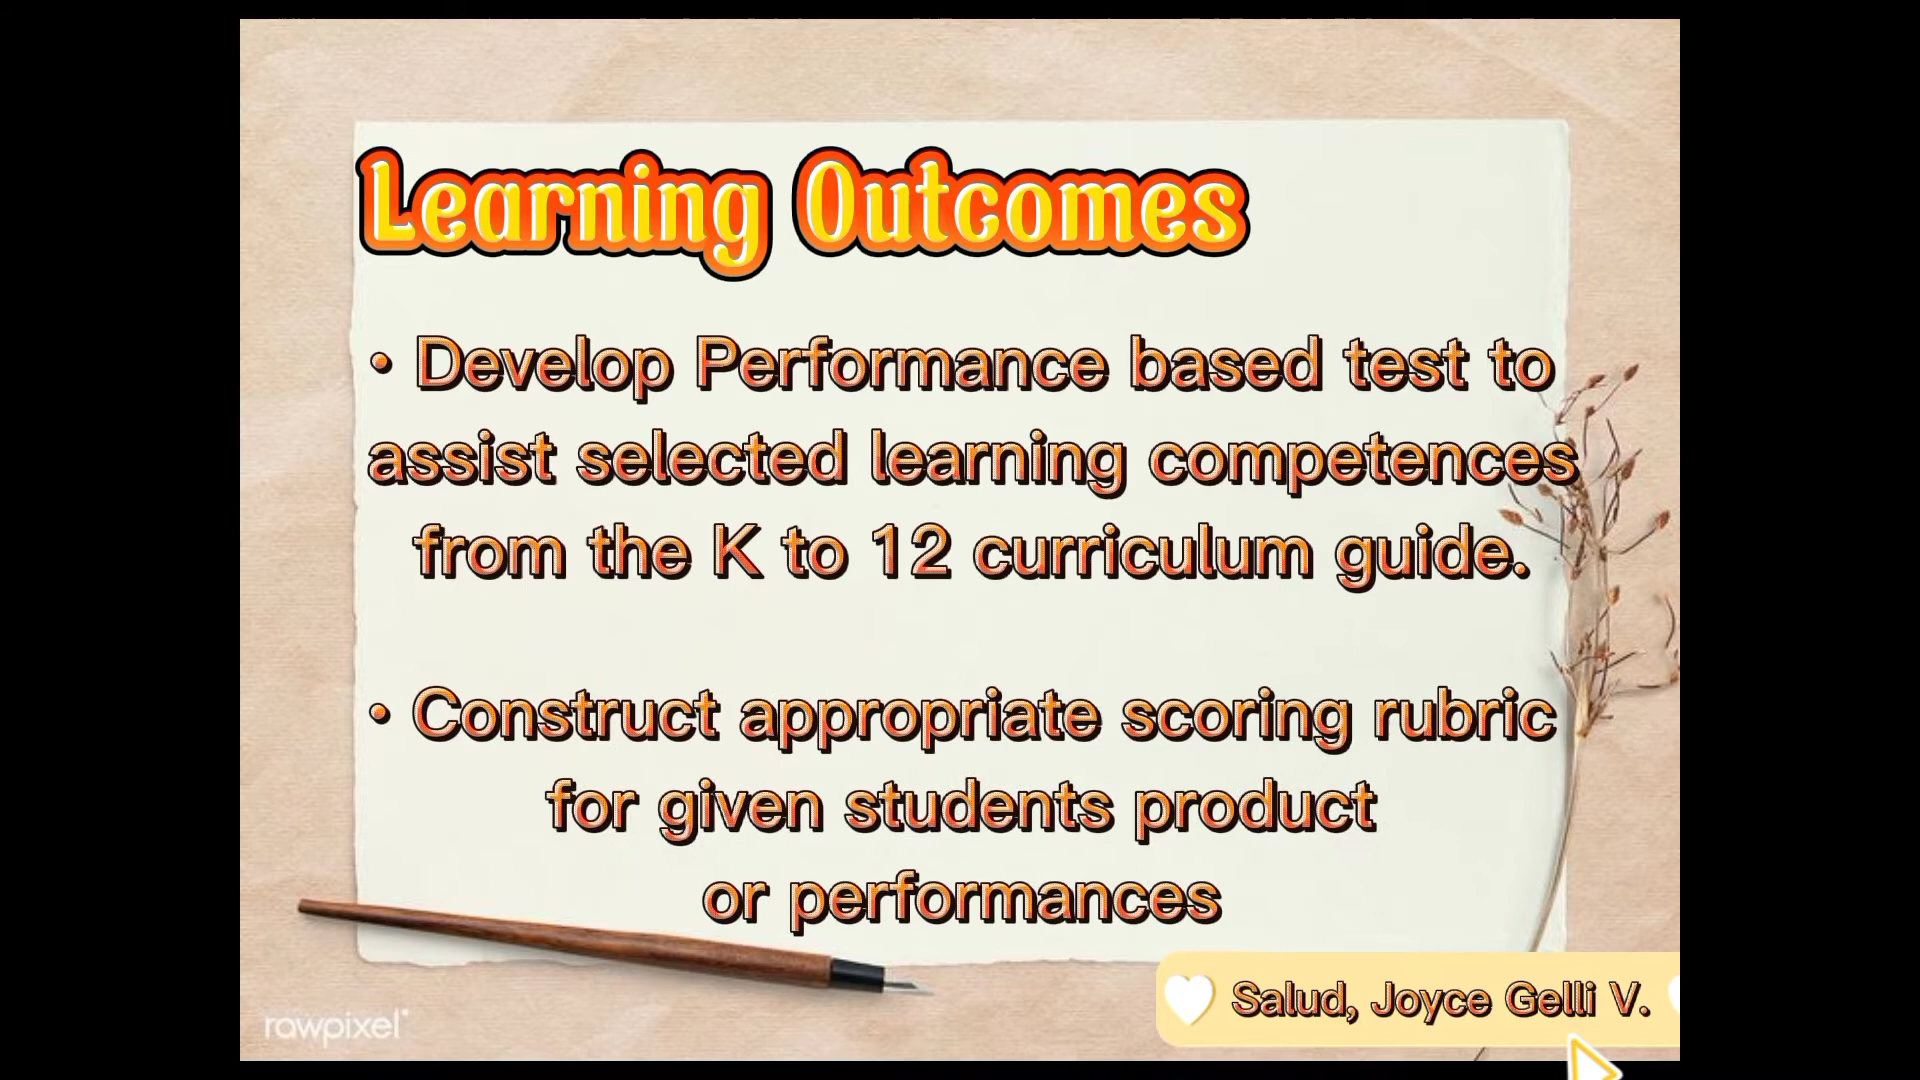 Learning Outcomes
• Develop Performance based test to
assist selected learning competences
from the K to 12 curriculum guide.
• Construct appropriate scoring rubric
for given students product
or performances
Salud, Joyce Gelli V.
rawpixel